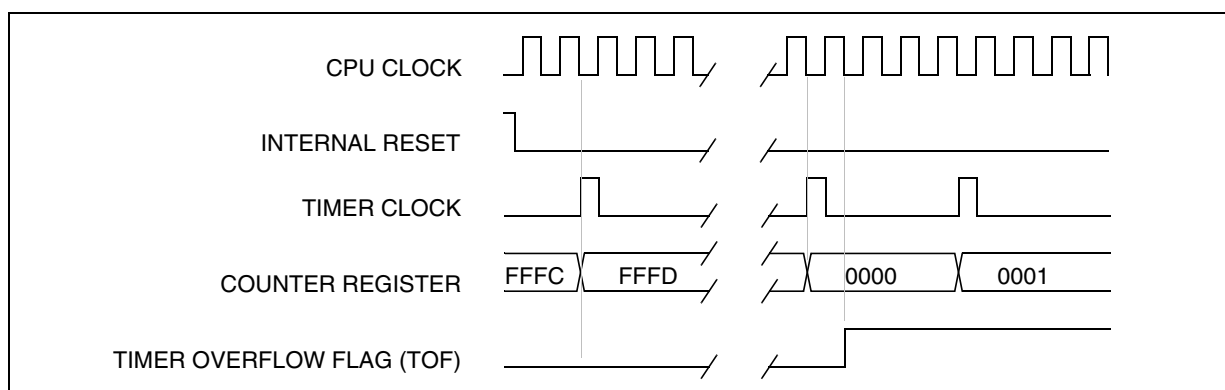 CPU CLOCK
INTERNAL RESET
TIMER CLOCK
COUNTER REGISTER FFFC FFFD 0000 0001
TIMER OVERFLOW FLAG (TOF)